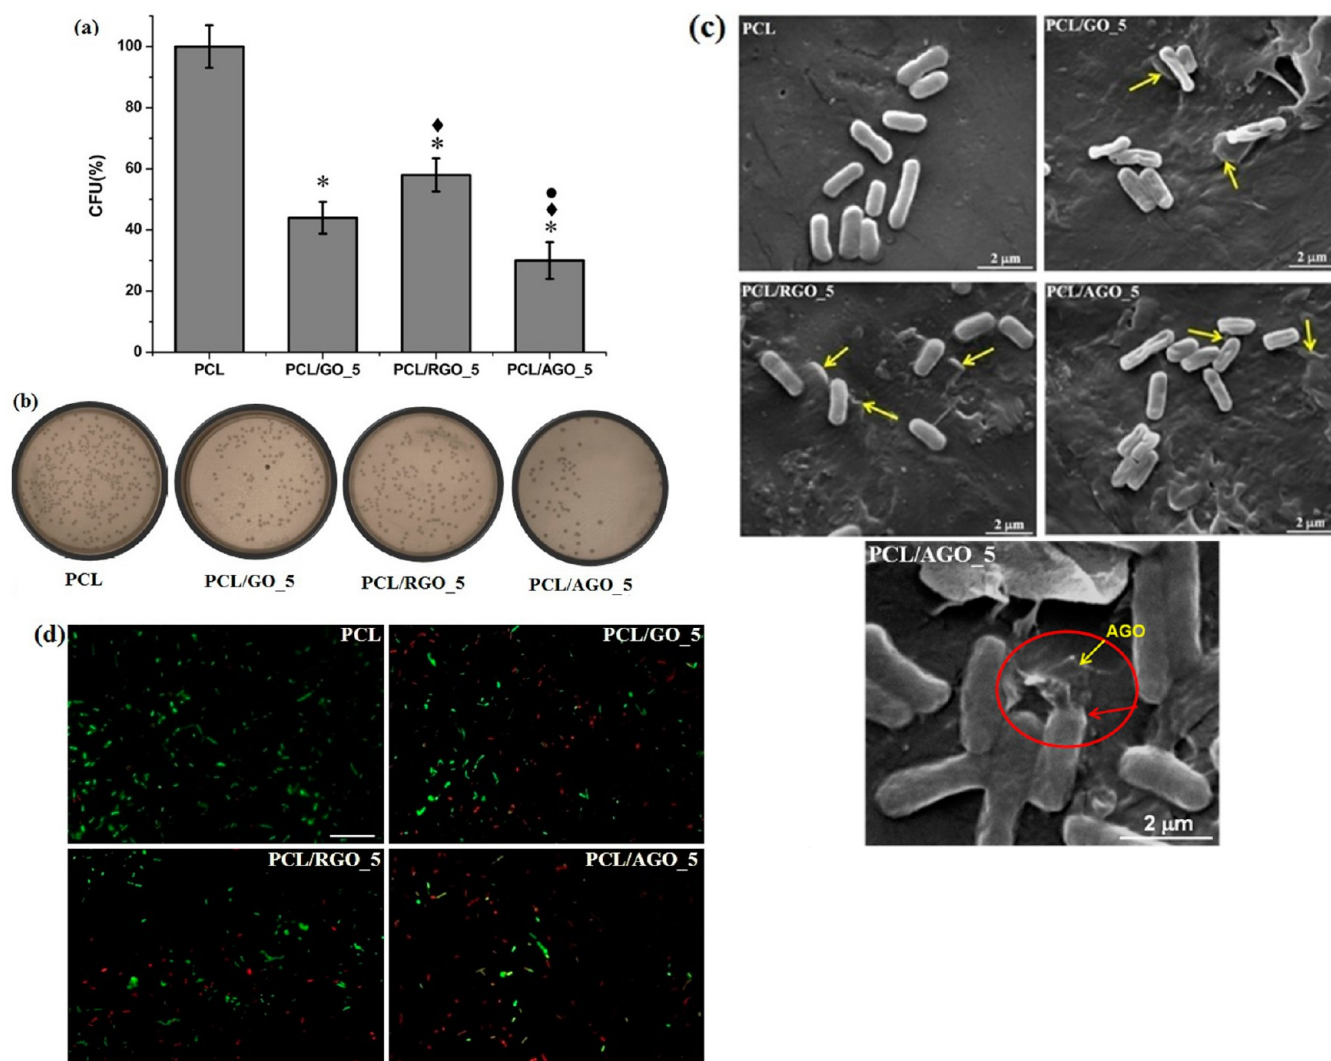 (a)
CFU(%)
100
80
60
40
20
0
*
♦
*
●
♦
*
PCL
PCL/GO_5
PCL/RGO_5
PCL/AGO_5
(b)
PCL
PCL/GO_5
PCL/RGO_5
PCL/AGO_5
(c)
PCL
2 μm
PCL/GO_5
2 μm
PCL/RGO_5
2 μm
PCL/AGO_5
2 μm
PCL/AGO_5
AGO
2 μm
(d)
PCL
PCL/GO_5
PCL/RGO_5
PCL/AGO_5